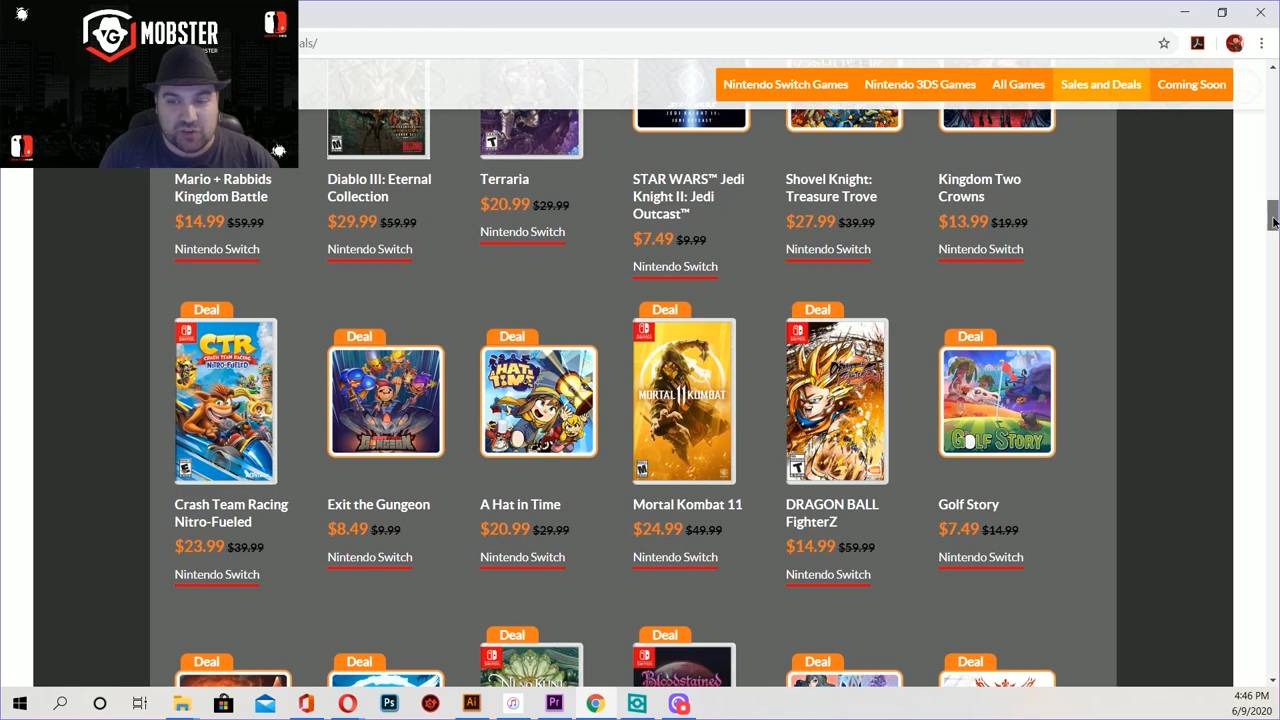 VG MOBSTER
als/
Nintendo Switch Games Nintendo 3DS Games All Games Sales and Deals Coming Soon
JEDI KNIGHT II:
JEDI OUTCAST
Mario + Rabbids
Kingdom Battle
$14.99 $59.99
Nintendo Switch
Diablo III: Eternal
Collection
$29.99 $59.99
Nintendo Switch
Terraria
$20.99 $29.99
Nintendo Switch
STAR WARS™ Jedi
Knight II: Jedi
Outcast™
$7.49 $9.99
Nintendo Switch
Shovel Knight:
Treasure Trove
$27.99 $39.99
Nintendo Switch
Kingdom Two
Crowns
$13.99 $19.99
Nintendo Switch
Deal
CTR
CRASH TEAM RACING
NITRO-FUELED
Crash Team Racing
Nitro-Fueled
$23.99 $39.99
Nintendo Switch
Deal
GUNGEON
Exit the Gungeon
$8.49 $9.99
Nintendo Switch
Deal
HAT
TIME
A Hat in Time
$20.99 $29.99
Nintendo Switch
Deal
MORTAL 11 KOMBAT
Mortal Kombat 11
$24.99 $49.99
Nintendo Switch
Deal
DRAGON BALL
FighterZ
$14.99 $59.99
Nintendo Switch
Deal
GOLF STORY
Golf Story
$7.49 $14.99
Nintendo Switch
Deal
Deal
Deal
Deal
Bloodstained
Deal
Deal
4:46 PM
6/9/2020